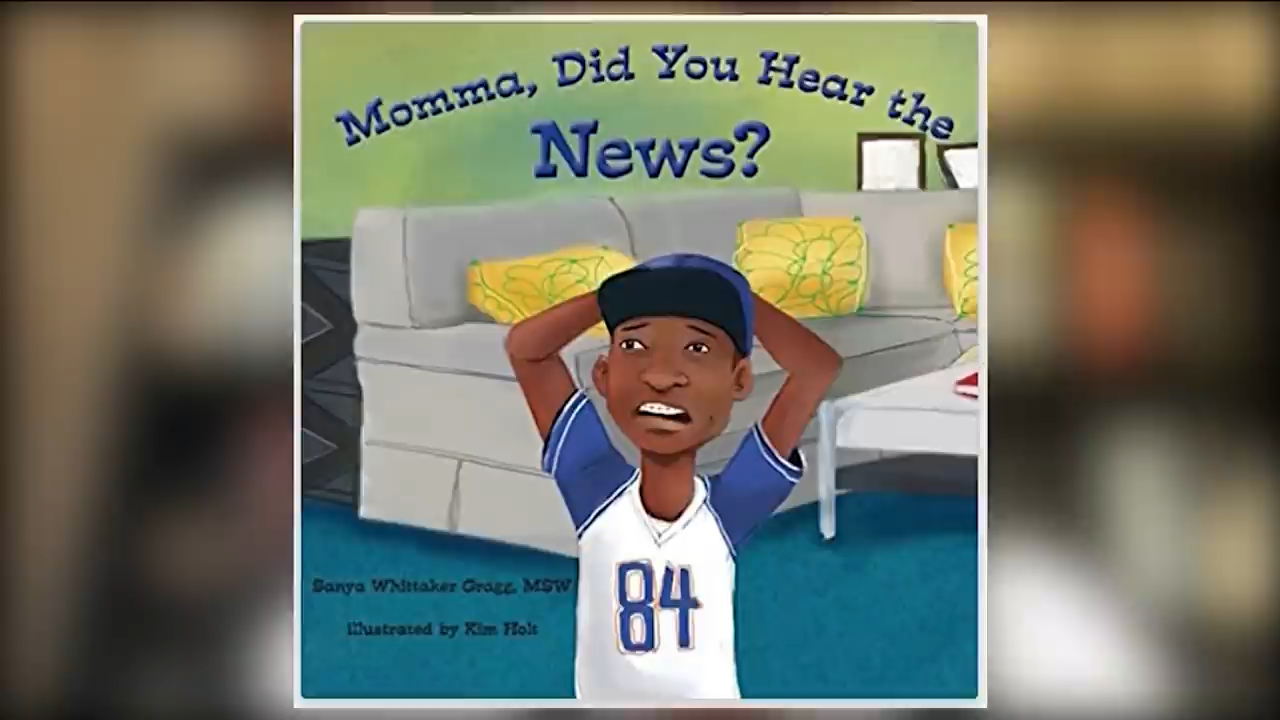 Momma, Did You Hear the
News?
84
Sanya Whittaker Gragg, MSW
illustrated by Kim Holt